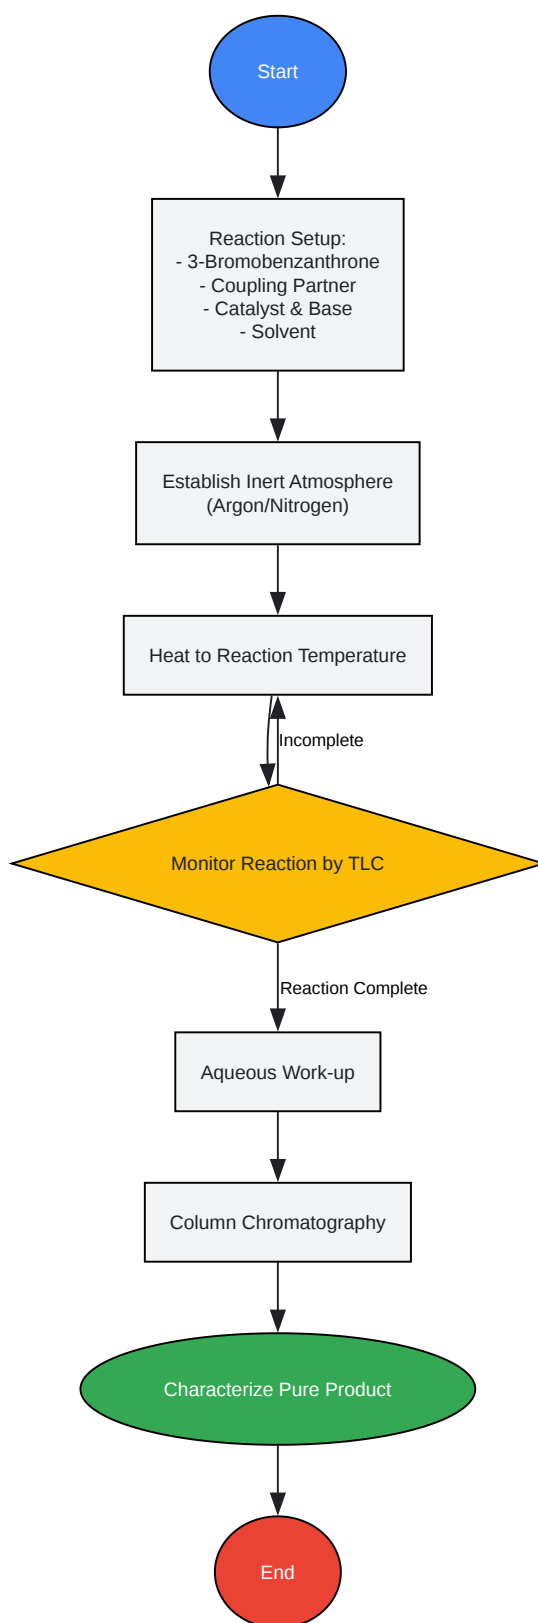 Start
Reaction Setup:
- 3-Bromobenzanthrone
- Coupling Partner
- Catalyst & Base
- Solvent
Establish Inert Atmosphere
(Argon/Nitrogen)
Heat to Reaction Temperature
Incomplete
Monitor Reaction by TLC
Reaction Complete
Aqueous Work-up
Column Chromatography
Characterize Pure Product
End